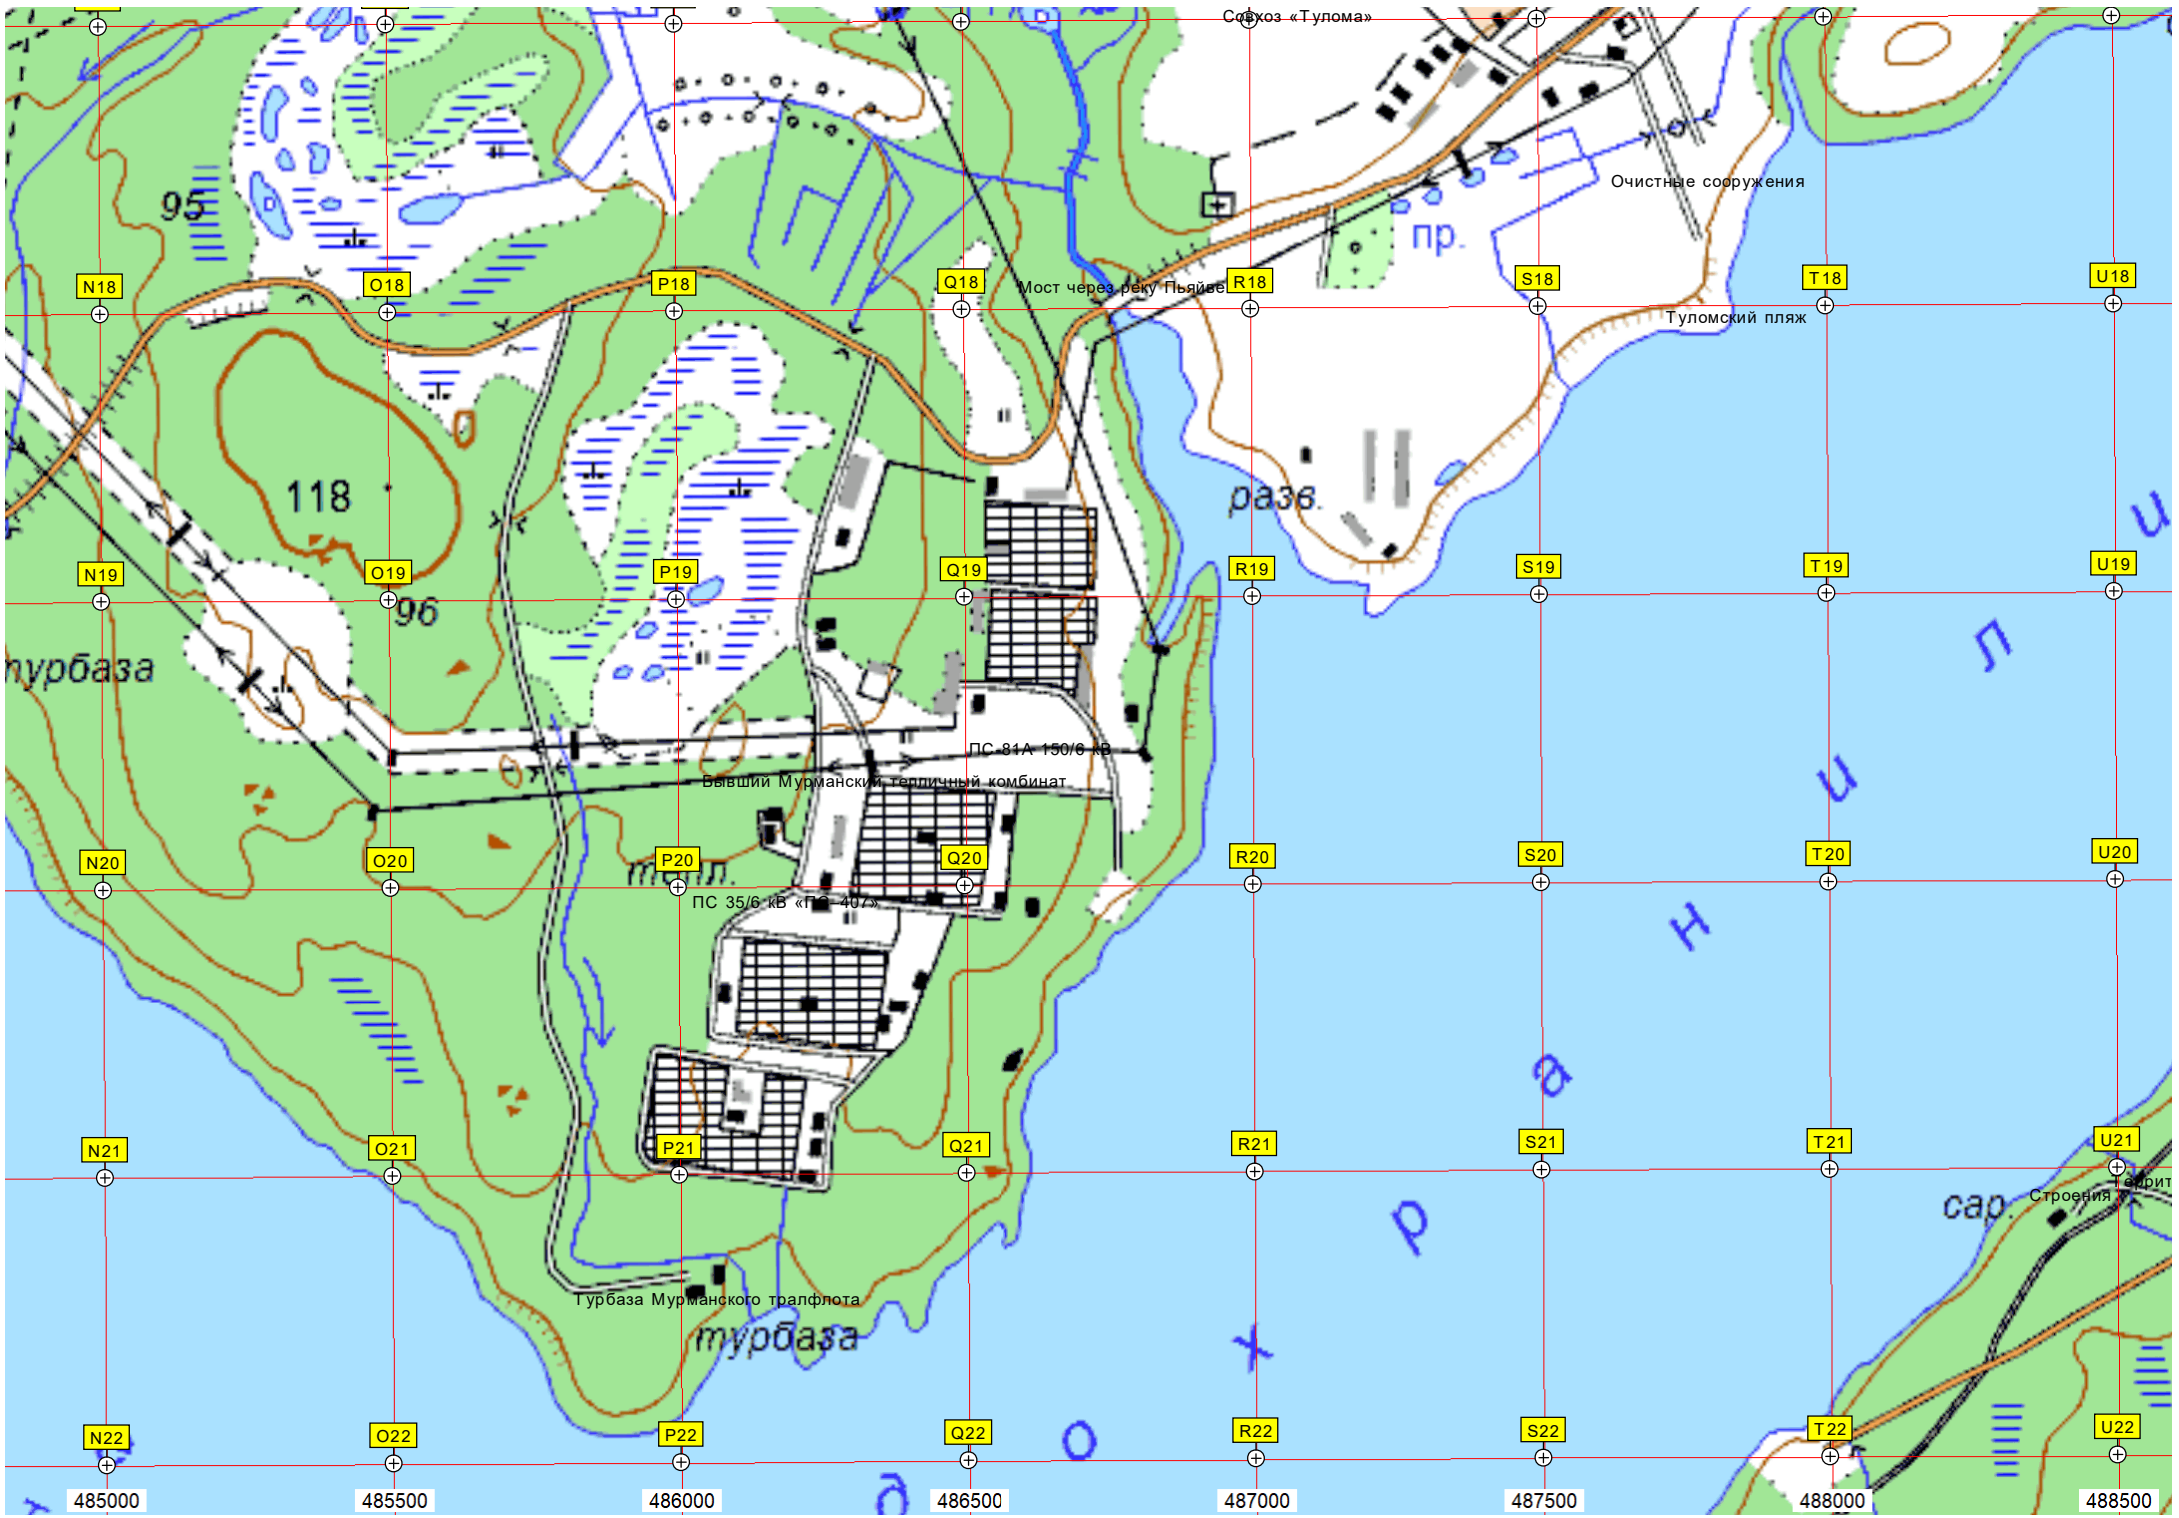 Совхоз «Тулома»
Очистные сооружения
95
пр.
N18
O18
P18
Q18
Мост через реку Пьяйве
R18
S18
T18
U18
Туломский пляж
118
разв.
и
N19
O19
P19
Q19
R19
S19
T19
U19
96
л
турбаза
ПС-81А 150/6 кВ
Бывший Мурманский тепличный комбинат
и
N20
O20
P20
Q20
R20
S20
T20
U20
тепл.
ПС 35/6 кВ «ПС-407»
н
а
N21
O21
P21
Q21
R21
S21
T21
U21
Строения
сар.
р
Турбаза Мурманского тралфлота
турбаза
х
N22
O22
P22
Q22
R22
S22
T22
U22
о
д
485000
485500
486000
486500
487000
487500
488000
488500